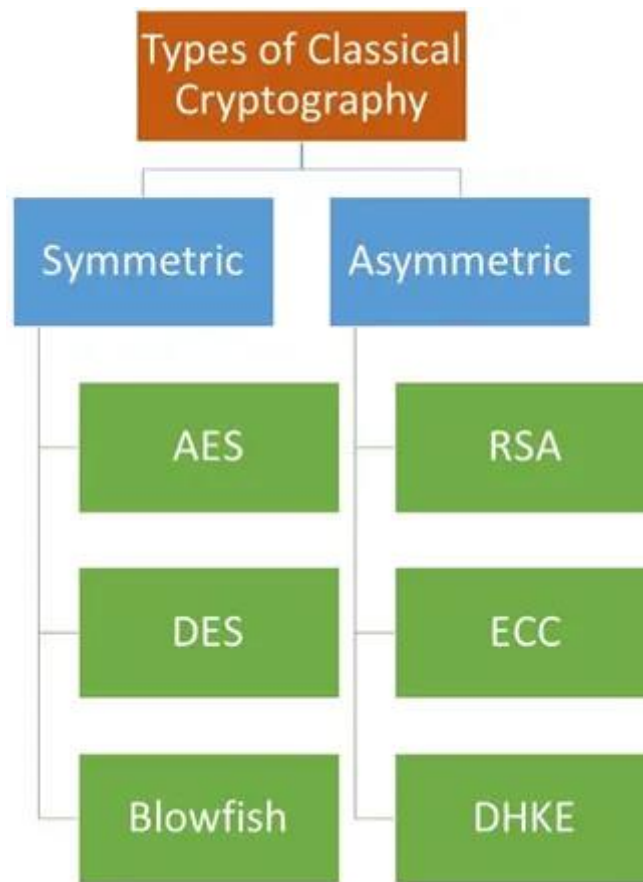 Types of Classical
Cryptography
Symmetric
Asymmetric
AES
RSA
DES
ECC
Blowfish
DHKE